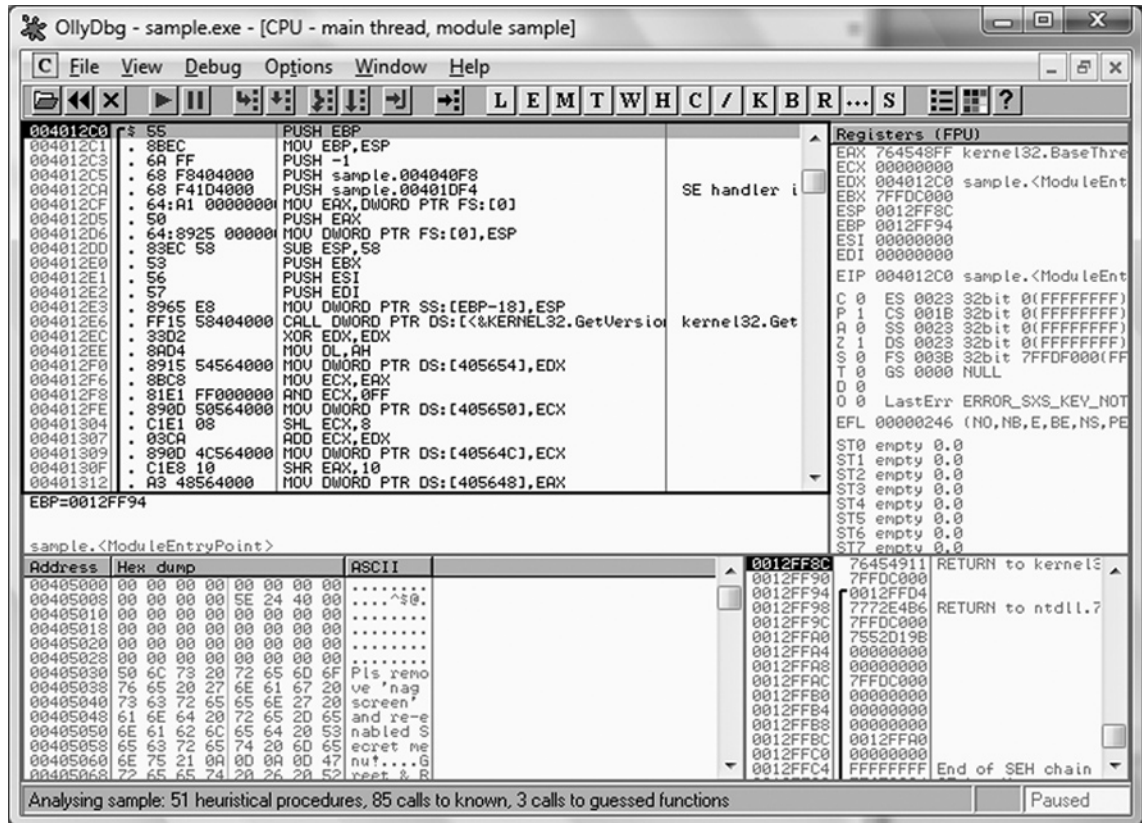 OllyDbg - sample.exe - [CPU - main thread, module sample]
C File View Debug Options Window Help
L E M T W H C / K B R ... S ?
004012C0 $ 55 PUSH EBP
004012C1 . 8BEC MOV EBP,ESP
004012C3 . 6A FF PUSH -1
004012C5 . 68 F8404000 PUSH sample.004040F8
004012CA . 68 F41D4000 PUSH sample.00401DF4 SE handler i
004012CF . 64:A1 0000000 MOV EAX,DWORD PTR FS:[0]
004012D5 . 50 PUSH EAX
004012D6 . 64:8925 00000 MOV DWORD PTR FS:[0],ESP
004012DD . 83EC 58 SUB ESP,58
004012E0 . 53 PUSH EBX
004012E1 . 56 PUSH ESI
004012E2 . 57 PUSH EDI
004012E3 . 8965 E8 MOV DWORD PTR SS:[EBP-18],ESP
004012E6 . FF15 58404000 CALL DWORD PTR DS:[<&KERNEL32.GetVersio kernel32.Get
004012EC . 33D2 XOR EDX,EDX
004012EE . 8AD4 MOV DL,AH
004012F0 . 8915 54564000 MOV DWORD PTR DS:[405654],EDX
004012F6 . 8BC8 MOV ECX,EAX
004012F8 . 81E1 FF000000 AND ECX,0FF
004012FE . 890D 50564000 MOV DWORD PTR DS:[405650],ECX
00401304 . C1E1 08 SHL ECX,8
00401307 . 03CA ADD ECX,EDX
00401309 . 890D 4C564000 MOV DWORD PTR DS:[40564C],ECX
0040130F . C1E8 10 SHR EAX,10
00401312 . A3 48564000 MOV DWORD PTR DS:[405648],EAX
EBP=0012FF94
sample.<ModuleEntryPoint>
Registers (FPU)
EAX 764548FF kernel32.BaseThre
ECX 00000000
EDX 004012C0 sample.<ModuleEnt
EBX 7FFDC000
ESP 0012FF8C
EBP 0012FF94
ESI 00000000
EDI 00000000
EIP 004012C0 sample.<ModuleEnt
C 0 ES 0023 32bit 0(FFFFFFFF)
P 1 CS 001B 32bit 0(FFFFFFFF)
A 0 SS 0023 32bit 0(FFFFFFFF)
Z 1 DS 0023 32bit 0(FFFFFFFF)
S 0 FS 003B 32bit 7FFDF000(FF
T 0 GS 0000 NULL
D 0
O 0 LastErr ERROR_SXS_KEY_NOT
EFL 00000246 (NO,NB,E,BE,NS,PE
ST0 empty 0.0
ST1 empty 0.0
ST2 empty 0.0
ST3 empty 0.0
ST4 empty 0.0
ST5 empty 0.0
ST6 empty 0.0
ST7 empty 0.0
Address Hex dump ASCII
00405000 00 00 00 00 00 00 00 00 ........
00405008 00 00 00 00 5E 24 40 00 ....^$@.
00405010 00 00 00 00 00 00 00 00 ........
00405018 00 00 00 00 00 00 00 00 ........
00405020 00 00 00 00 00 00 00 00 ........
00405028 00 00 00 00 00 00 00 00 ........
00405030 50 6C 73 20 72 65 6D 6F Pls remo
00405038 76 65 20 27 6E 61 67 20 ve 'nag
00405040 73 63 72 65 65 6E 27 20 screen'
00405048 61 6E 64 20 72 65 2D 65 and re-e
00405050 6E 61 62 6C 65 64 20 53 nabled S
00405058 65 63 72 65 74 20 6D 65 ecret me
00405060 6E 75 21 0A 0D 0A 0D 47 nu!....G
00405068 72 65 65 74 20 26 20 52 reet & R
0012FF8C 76454911 RETURN to kernel3
0012FF90 7FFDC000
0012FF94 0012FFD4
0012FF98 7772E4B6 RETURN to ntdll.7
0012FF9C 7FFDC000
0012FFA0 7552D19B
0012FFA4 00000000
0012FFA8 00000000
0012FFAC 7FFDC000
0012FFB0 00000000
0012FFB4 00000000
0012FFB8 00000000
0012FFBC 0012FFA0
0012FFC0 00000000
0012FFC4 FFFFFFFF End of SEH chain
Analysing sample: 51 heuristical procedures, 85 calls to known, 3 calls to guessed functions
Paused